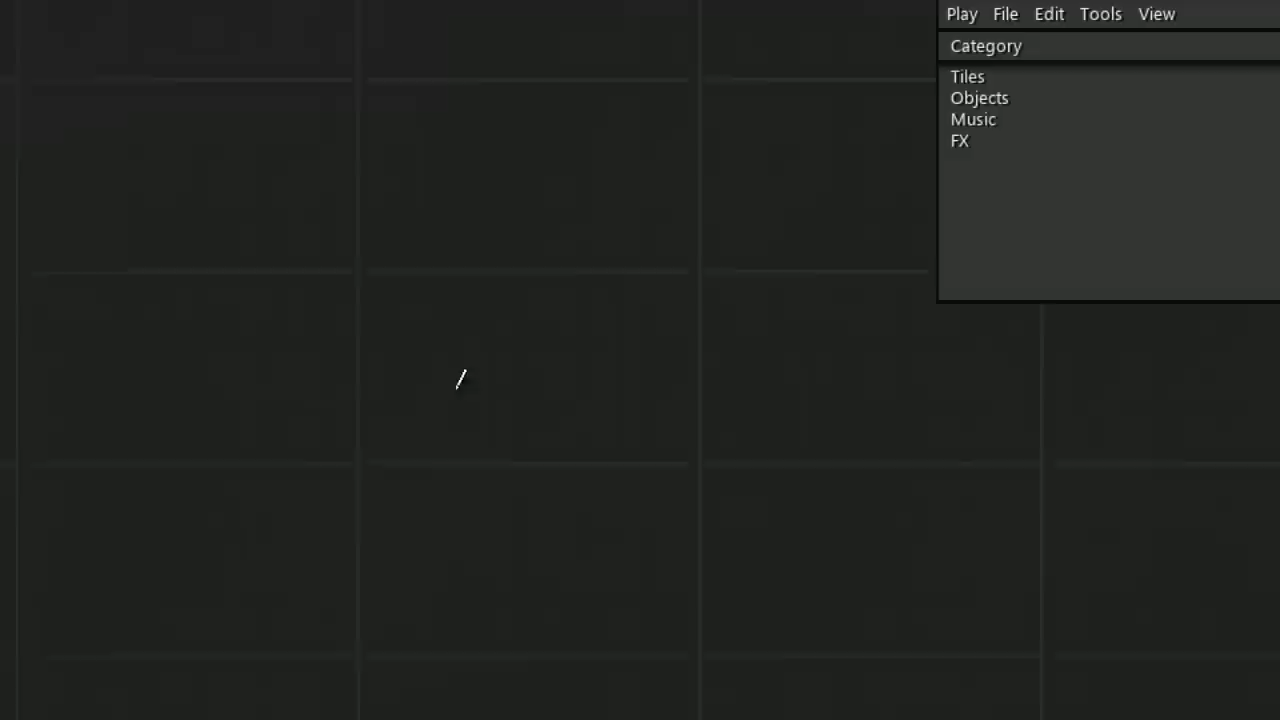 Play File Edit Tools View
Category
Tiles
Objects
Music
FX